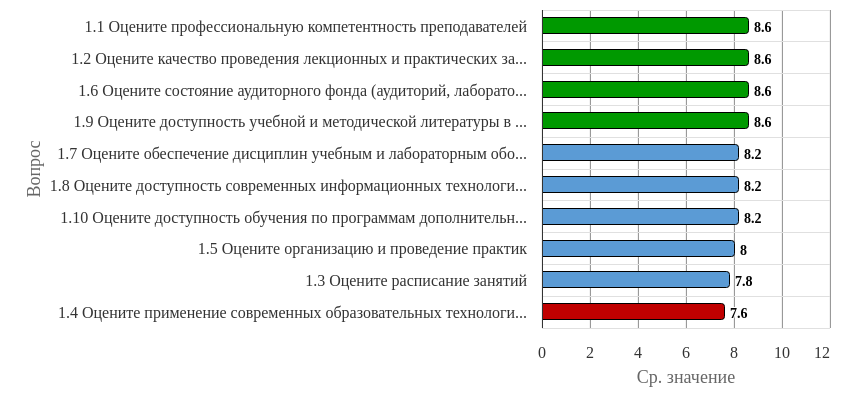 1.1 Оцените профессиональную компетентность преподавателей 8.6
1.2 Оцените качество проведения лекционных и практических за... 8.6
1.6 Оцените состояние аудиторного фонда (аудиторий, лаборато... 8.6
1.9 Оцените доступность учебной и методической литературы в ... 8.6
1.7 Оцените обеспечение дисциплин учебным и лабораторным обо... 8.2
1.8 Оцените доступность современных информационных технологи... 8.2
1.10 Оцените доступность обучения по программам дополнительн... 8.2
1.5 Оцените организацию и проведение практик 8
1.3 Оцените расписание занятий 7.8
1.4 Оцените применение современных образовательных технологи... 7.6
Вопрос
0 2 4 6 8 10 12
Ср. значение